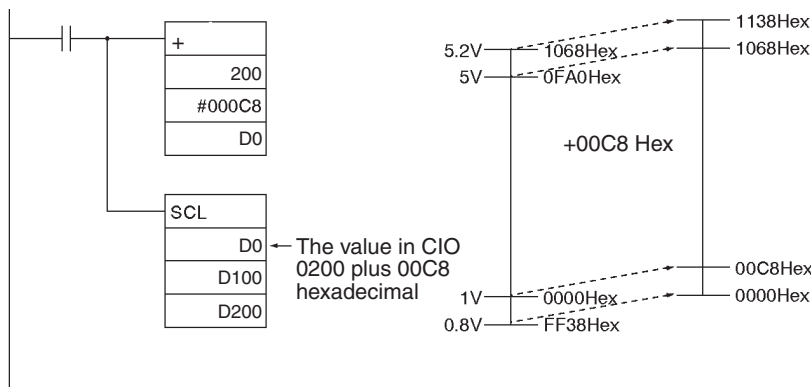 +
200
#000C8
D0
SCL
D0
D100
D200
The value in CIO
0200 plus 00C8
hexadecimal
5.2V
1068Hex
5V
0FA0Hex
1V
0000Hex
0.8V
FF38Hex
+00C8 Hex
1138Hex
1068Hex
00C8Hex
0000Hex